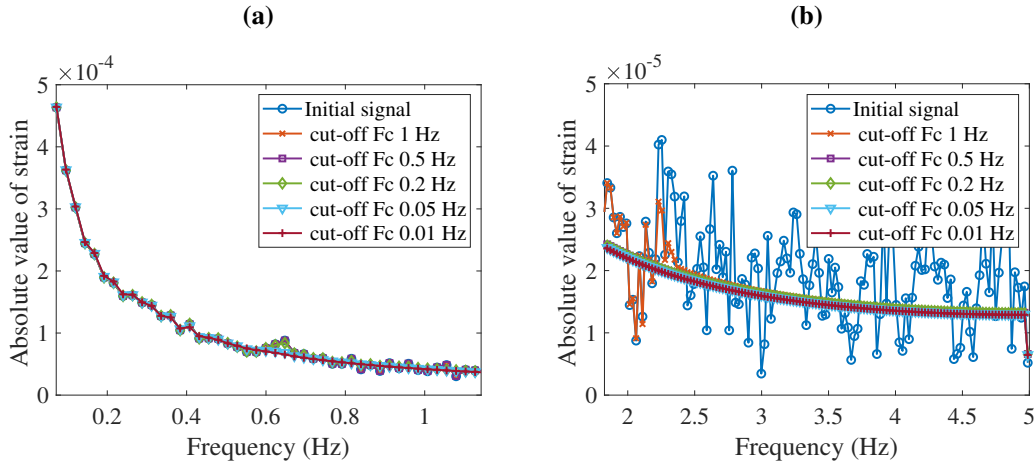 (a)
×10⁻⁴
5
4
3
2
1
0
Absolute value of strain
0.2
0.4
0.6
0.8
1
Frequency (Hz)
Initial signal
cut-off Fc 1 Hz
cut-off Fc 0.5 Hz
cut-off Fc 0.2 Hz
cut-off Fc 0.05 Hz
cut-off Fc 0.01 Hz
(b)
×10⁻⁵
5
4
3
2
1
0
Absolute value of strain
2
2.5
3
3.5
4
4.5
5
Frequency (Hz)
Initial signal
cut-off Fc 1 Hz
cut-off Fc 0.5 Hz
cut-off Fc 0.2 Hz
cut-off Fc 0.05 Hz
cut-off Fc 0.01 Hz